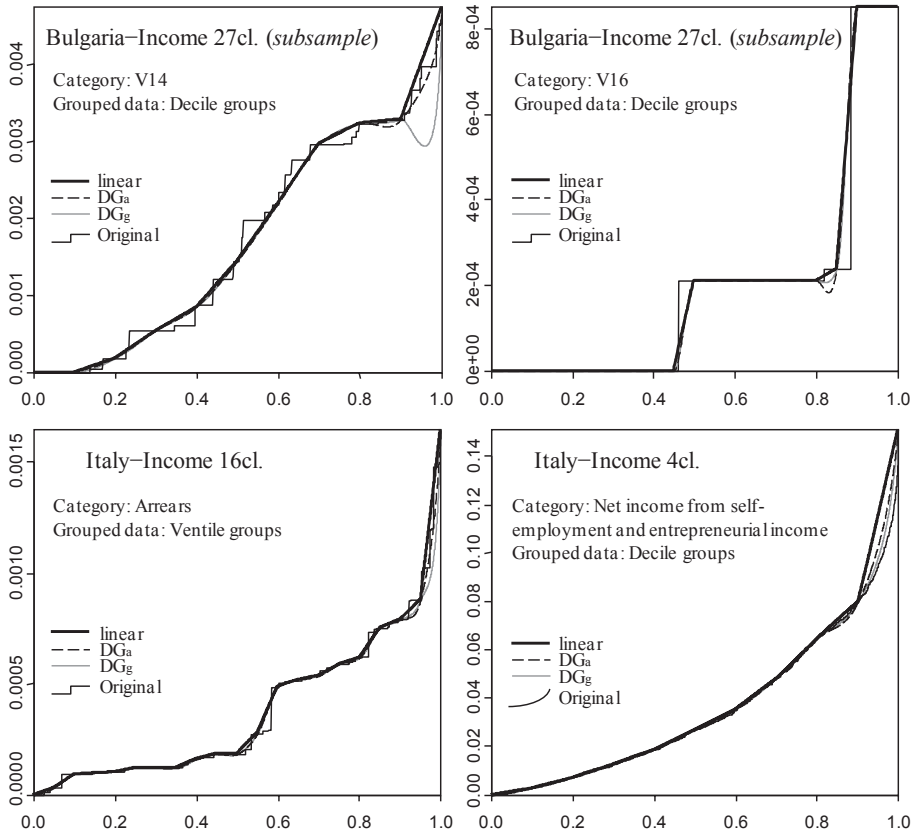 Bulgaria−Income 27cl. (subsample)
Category: V14
Grouped data: Decile groups
linear
DGa
DGg
Original
0.000 0.001 0.002 0.003 0.004
0.0 0.2 0.4 0.6 0.8 1.0
Bulgaria−Income 27cl. (subsample)
Category: V16
Grouped data: Decile groups
linear
DGa
DGg
Original
0e+00 2e−04 4e−04 6e−04 8e−04
0.0 0.2 0.4 0.6 0.8 1.0
Italy−Income 16cl.
Category: Arrears
Grouped data: Ventile groups
linear
DGa
DGg
Original
0.0000 0.0005 0.0010 0.0015
0.0 0.2 0.4 0.6 0.8 1.0
Italy−Income 4cl.
Category: Net income from self-
employment and entrepreneurial income
Grouped data: Decile groups
linear
DGa
DGg
Original
0.00 0.02 0.04 0.06 0.08 0.10 0.12 0.14
0.0 0.2 0.4 0.6 0.8 1.0